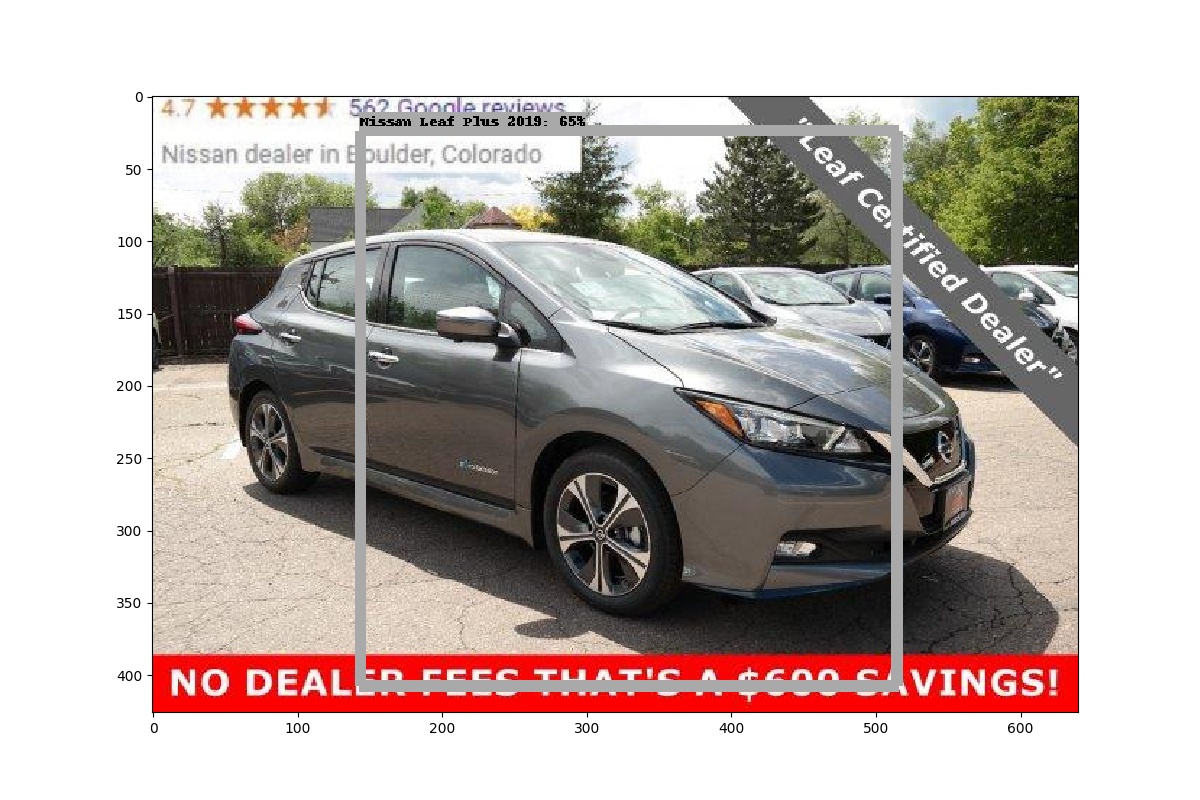 4.7 562 Google reviews
Nissan Leaf Plus 2019: 65%
Nissan dealer in Boulder, Colorado
"Leaf Certified Dealer"
NO DEALER FEES THAT'S A $600 SAVINGS!
0
50
100
150
200
250
300
350
400
0 100 200 300 400 500 600